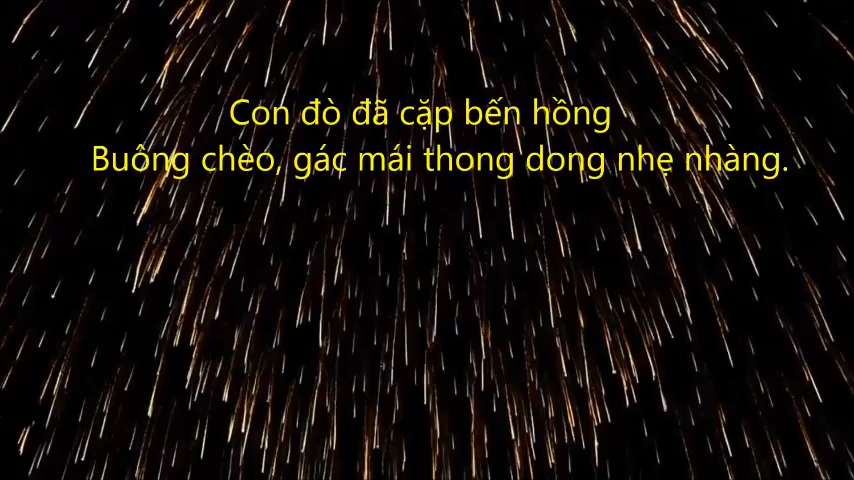 Con đò đã cặp bến hồng
Buông chèo, gác mái thong dong nhẹ nhàng.